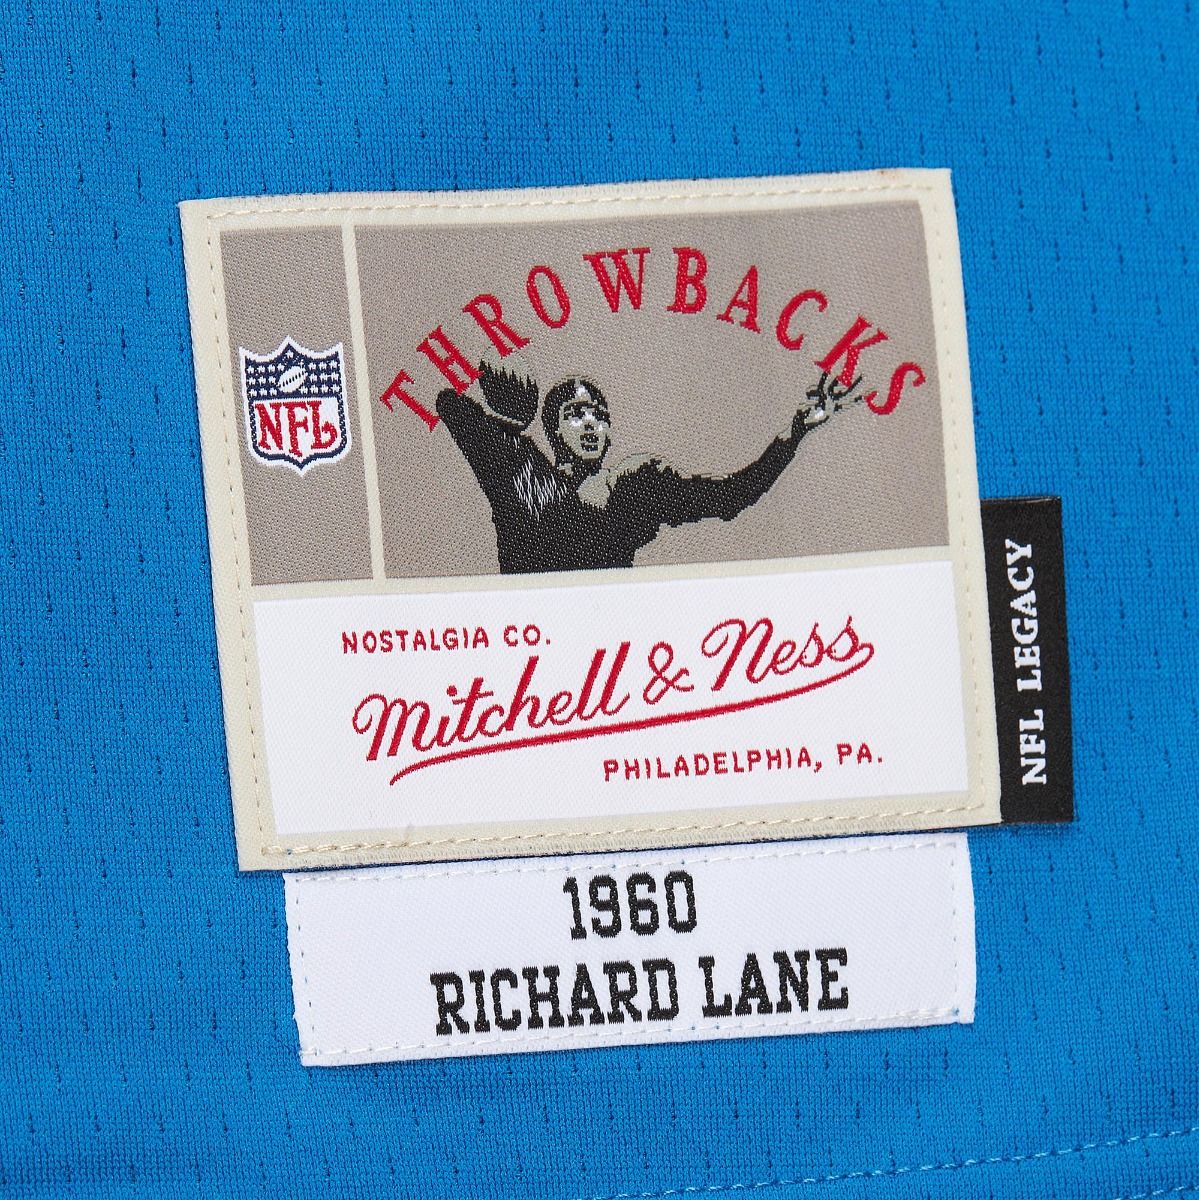 THROWBACKS
NFL
NOSTALGIA CO.
Mitchell & Ness
PHILADELPHIA, PA.
NFL LEGACY
1960
RICHARD LANE